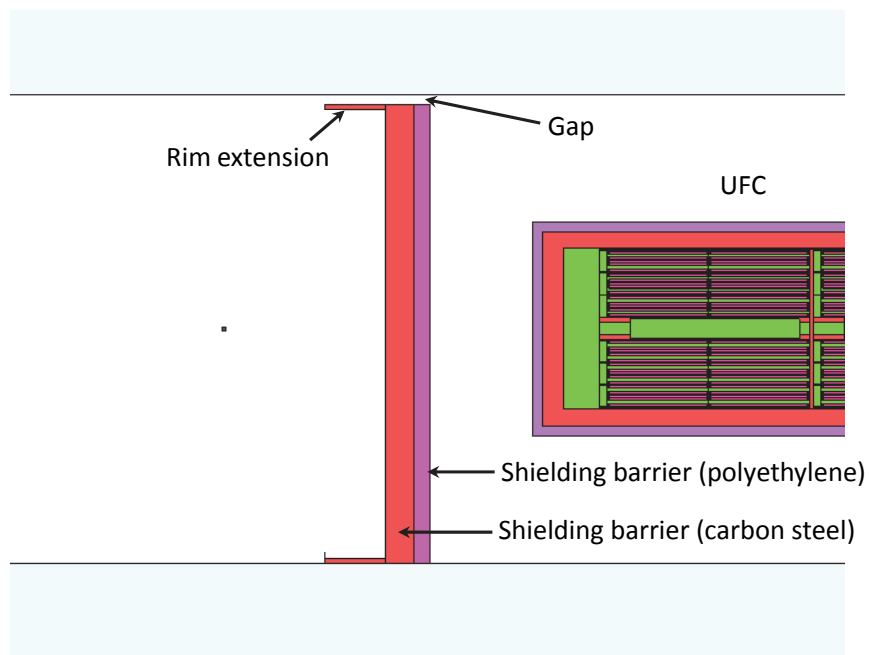 Gap
Rim extension
UFC
Shielding barrier (polyethylene)
Shielding barrier (carbon steel)